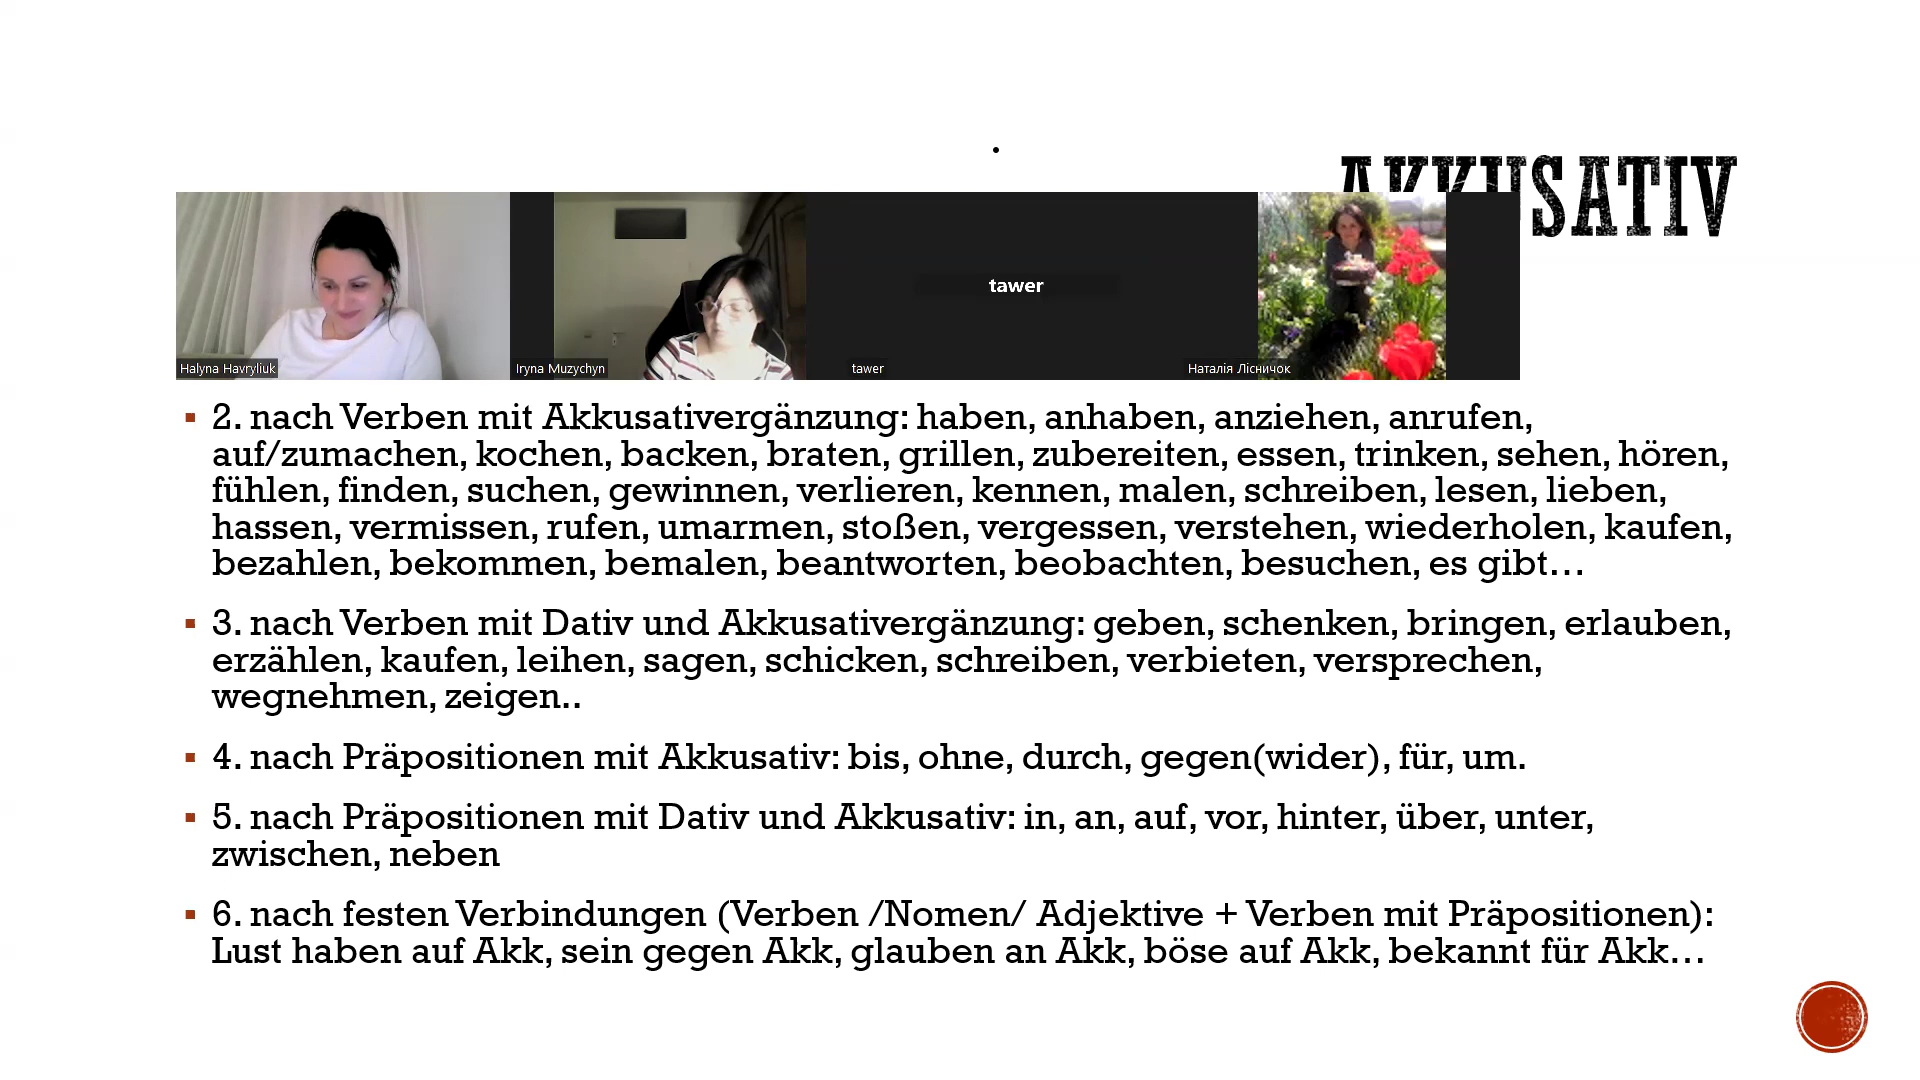 AKKUSATIV
tawer
Halyna Havryliuk
Iryna Muzychyn
tawer
Наталія Лісничок
2. nach Verben mit Akkusativergänzung: haben, anhaben, anziehen, anrufen,
auf/zumachen, kochen, backen, braten, grillen, zubereiten, essen, trinken, sehen, hören,
fühlen, finden, suchen, gewinnen, verlieren, kennen, malen, schreiben, lesen, lieben,
hassen, vermissen, rufen, umarmen, stoßen, vergessen, verstehen, wiederholen, kaufen,
bezahlen, bekommen, bemalen, beantworten, beobachten, besuchen, es gibt…
3. nach Verben mit Dativ und Akkusativergänzung: geben, schenken, bringen, erlauben,
erzählen, kaufen, leihen, sagen, schicken, schreiben, verbieten, versprechen,
wegnehmen, zeigen..
4. nach Präpositionen mit Akkusativ: bis, ohne, durch, gegen(wider), für, um.
5. nach Präpositionen mit Dativ und Akkusativ: in, an, auf, vor, hinter, über, unter,
zwischen, neben
6. nach festen Verbindungen (Verben /Nomen/ Adjektive + Verben mit Präpositionen):
Lust haben auf Akk, sein gegen Akk, glauben an Akk, böse auf Akk, bekannt für Akk…